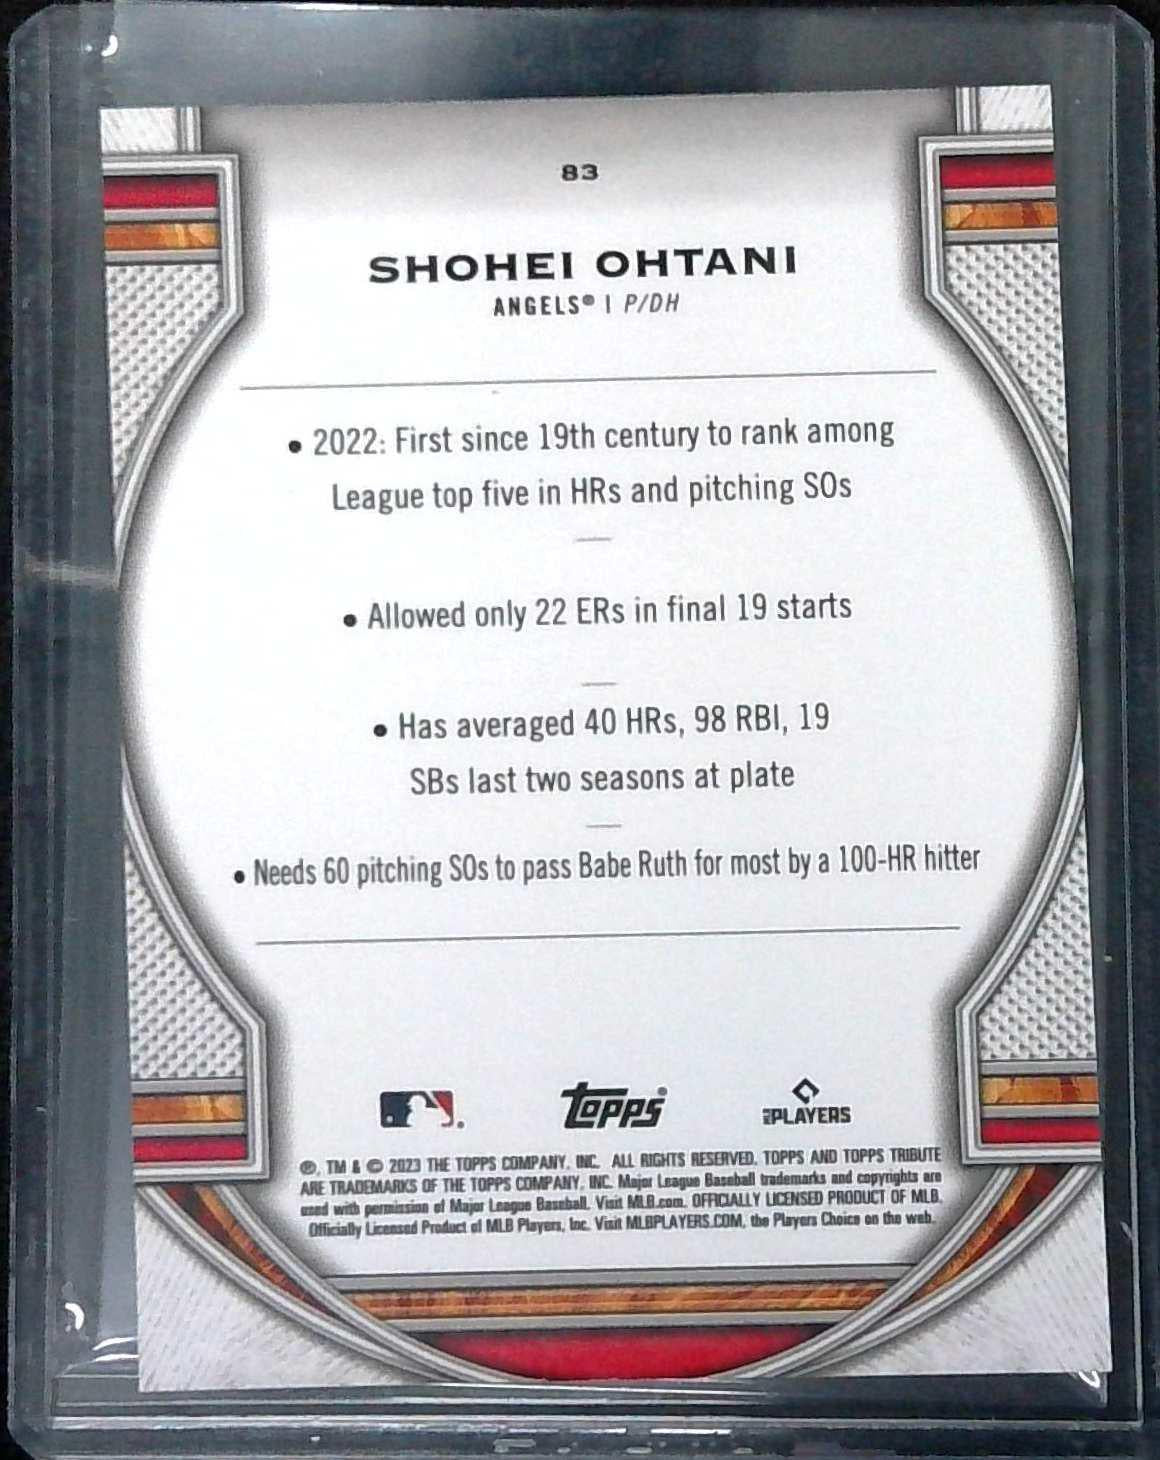 83
SHOHEI OHTANI
ANGELS® | P/DH
• 2022: First since 19th century to rank among
League top five in HRs and pitching SOs
• Allowed only 22 ERs in final 19 starts
• Has averaged 40 HRs, 98 RBI, 19
SBs last two seasons at plate
• Needs 60 pitching SOs to pass Babe Ruth for most by a 100-HR hitter
Topps®
MLB PLAYERS
®, TM & © 2023 THE TOPPS COMPANY, INC. ALL RIGHTS RESERVED. TOPPS AND TOPPS TRIBUTE
ARE TRADEMARKS OF THE TOPPS COMPANY, INC. Major League Baseball trademarks and copyrights are
used with permission of Major League Baseball. Visit MLB.com. OFFICIALLY LICENSED PRODUCT OF MLB.
Officially Licensed Product of MLB Players, Inc. Visit MLBPLAYERS.COM, the Players Choice on the web.